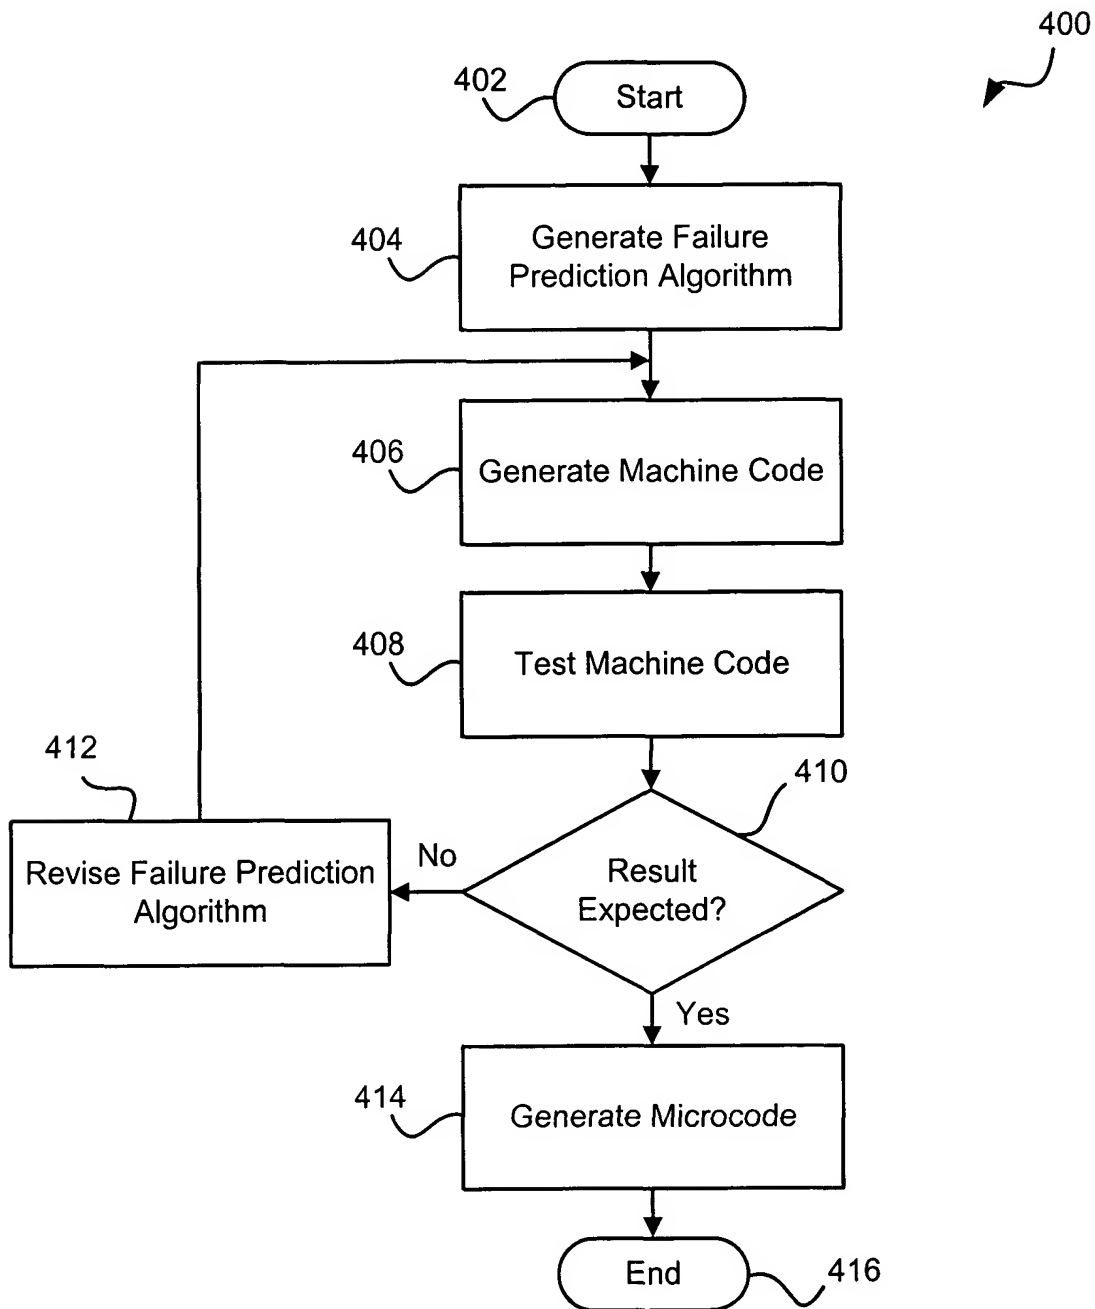 400
402
Start
404
Generate Failure
Prediction Algorithm
406
Generate Machine Code
408
Test Machine Code
412
410
Revise Failure Prediction
Algorithm
No
Result
Expected?
Yes
414
Generate Microcode
End
416